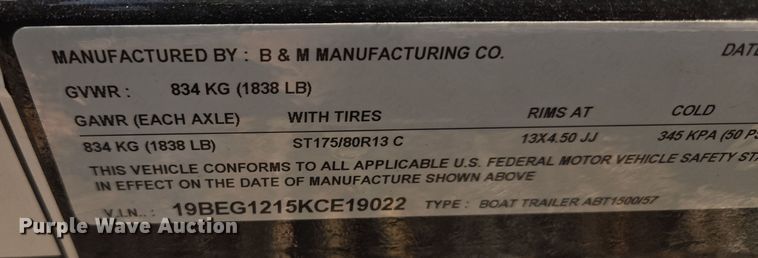 MANUFACTURED BY : B & M MANUFACTURING CO. DATE
GVWR : 834 KG (1838 LB)
GAWR (EACH AXLE) WITH TIRES RIMS AT COLD
834 KG (1838 LB) ST175/80R13 C 13X4.50 JJ 345 KPA (50 PS
THIS VEHICLE CONFORMS TO ALL APPLICABLE U.S. FEDERAL MOTOR VEHICLE SAFETY STA
IN EFFECT ON THE DATE OF MANUFACTURE SHOWN ABOVE
V.I.N.. : 19BEG1215KCE19022 TYPE : BOAT TRAILER ABT1500/57
Purple Wave Auction